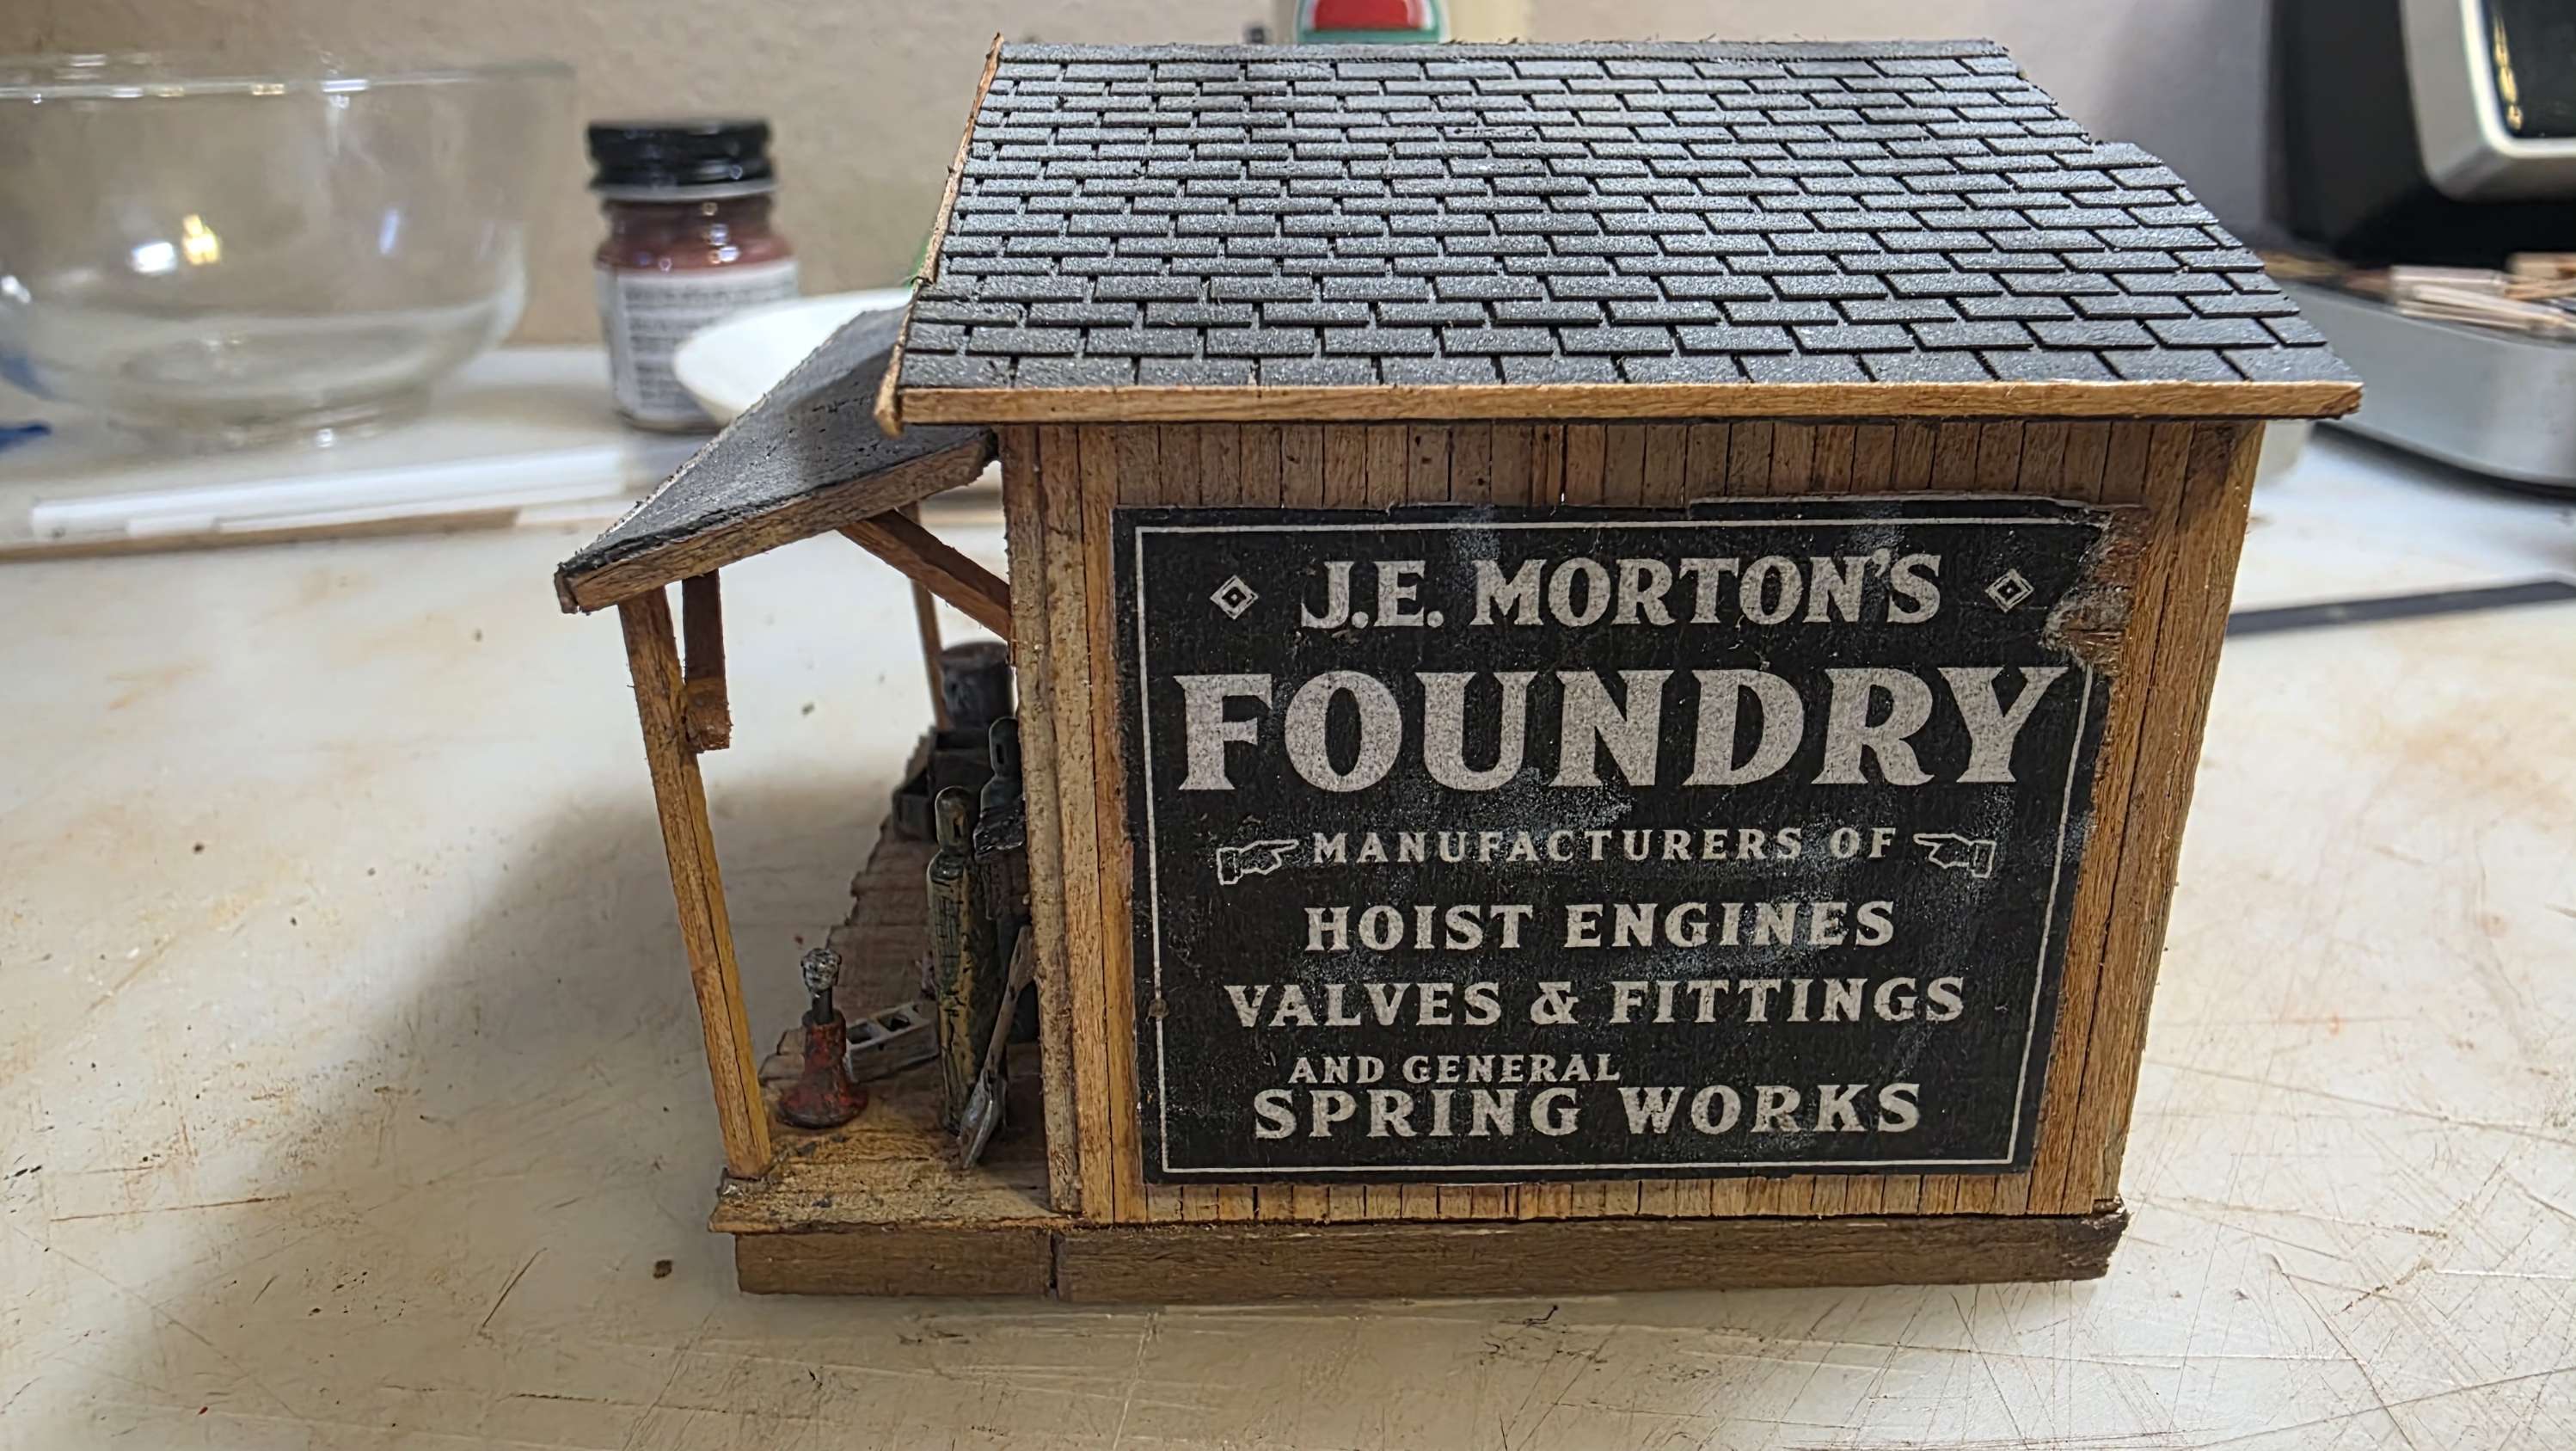 J.E. MORTON'S
FOUNDRY
MANUFACTURERS OF
HOIST ENGINES
VALVES & FITTINGS
AND GENERAL
SPRING WORKS